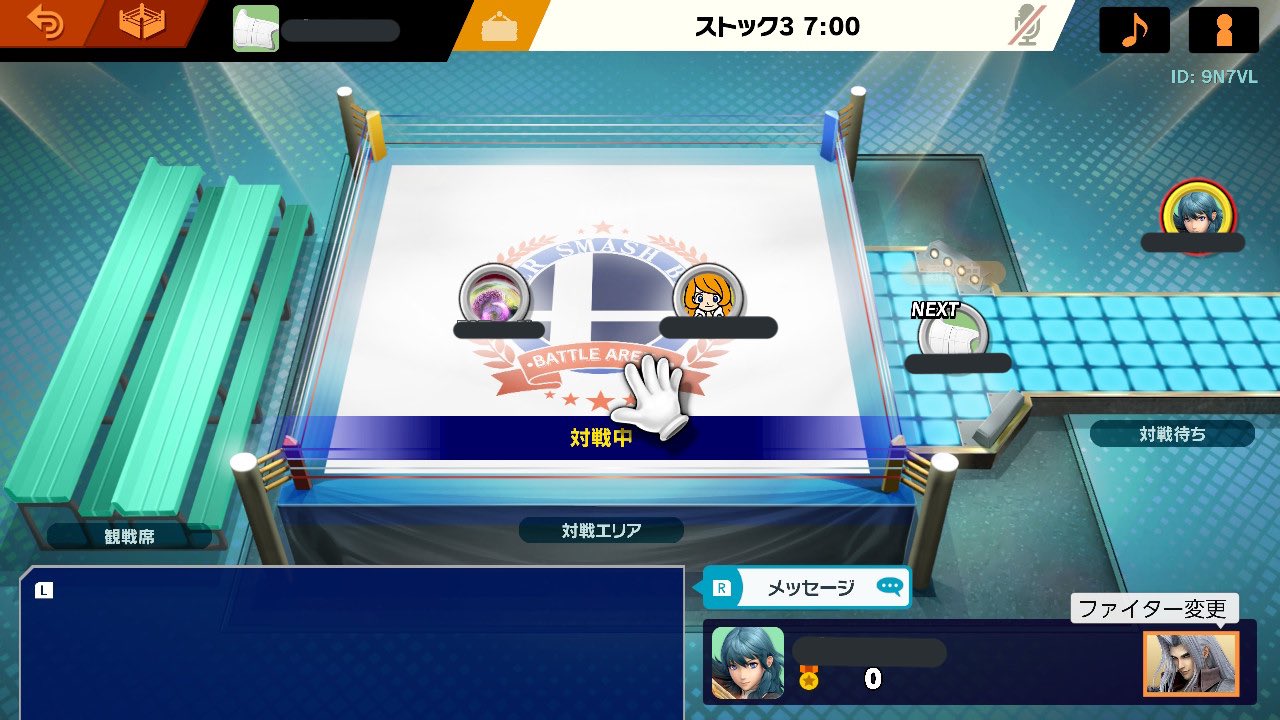 ストック3 7:00
ID: 9N7VL
R SMASH B
BATTLE ARE
NEXT
対戦中
対戦待ち
観戦席
対戦エリア
L
R メッセージ
ファイター変更
0